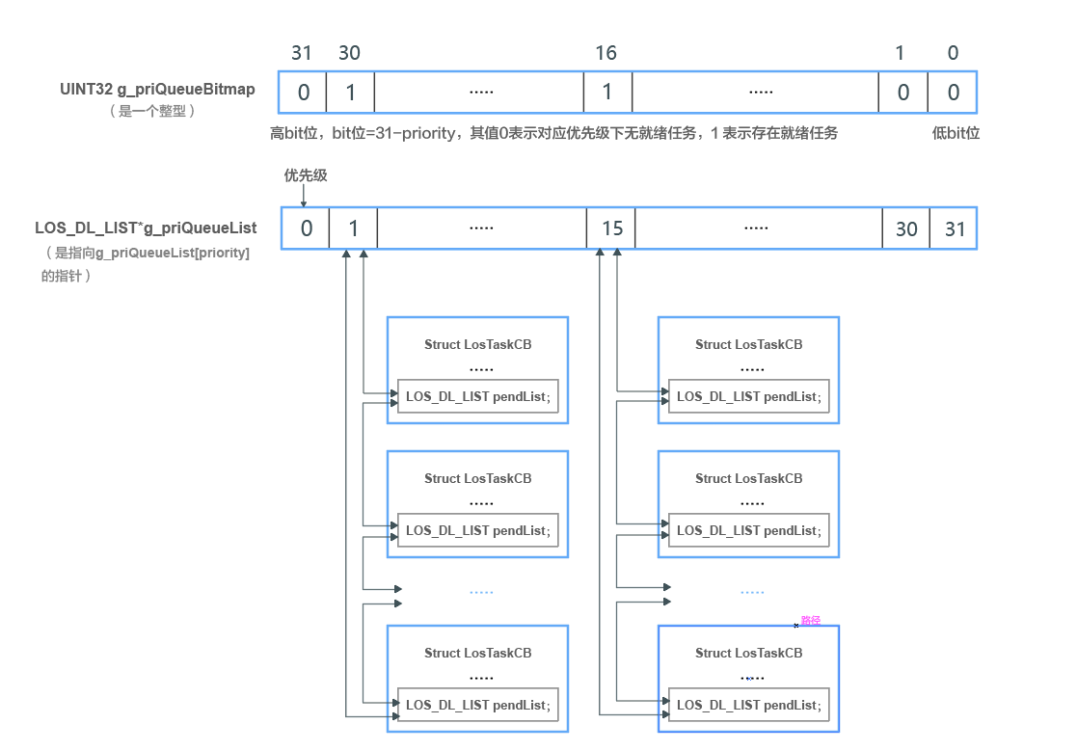 31 30 16 1 0
UINT32 g_priQueueBitmap
（是一个整型）
0 1 ····· 1 ····· 0 0
高bit位，bit位=31-priority，其值0表示对应优先级下无就绪任务，1 表示存在就绪任务 低bit位
优先级
LOS_DL_LIST*g_priQueueList
（是指向g_priQueueList[priority]
的指针）
0 1 ····· 15 ····· 30 31
Struct LosTaskCB
·····
LOS_DL_LIST pendList;
Struct LosTaskCB
·····
LOS_DL_LIST pendList;
Struct LosTaskCB
·····
LOS_DL_LIST pendList;
Struct LosTaskCB
·····
LOS_DL_LIST pendList;
·····
·····
路径
Struct LosTaskCB
·····
LOS_DL_LIST pendList;
Struct LosTaskCB
·····
LOS_DL_LIST pendList;